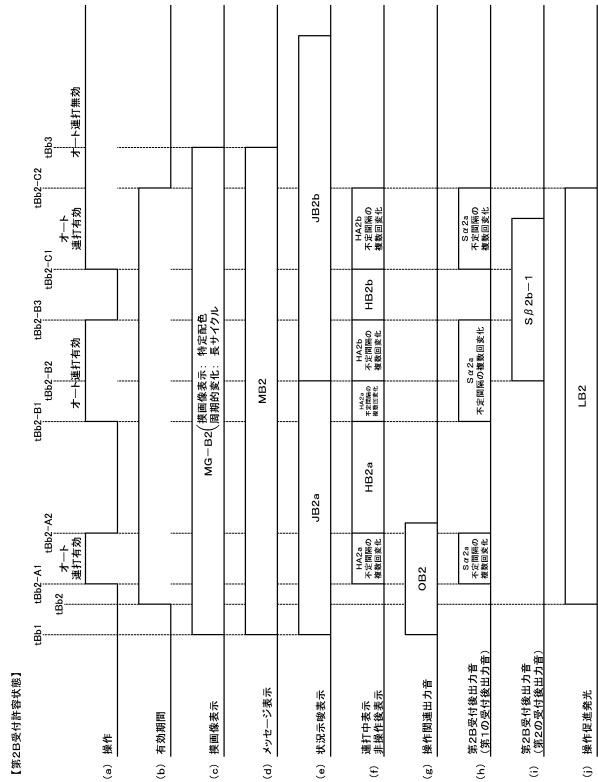 【第2B受付許容状態】
tBb1
tBb2
tBb2-A1
tBb2-A2
tBb2-B1
tBb2-B2
tBb2-B3
tBb2-C1
tBb2-C2
tBb3
(a) 操作
オート
連打有効
オート連打有効
オート
連打有効
オート連打無効
(b) 有効期間
(c) 摸画像表示
MG-B2(摸画像表示: 特定配色
周期的変化: 長サイクル
(d) メッセージ表示
MB2
(e) 状況示唆表示
JB2a
JB2b
(f) 連打中表示
非操作後表示
HA2a
不定間隔の
複数回変化
HB2a
HA2a
不定間隔の
複数回変化
HA2b
不定間隔の
複数回変化
HB2b
HA2b
不定間隔の
複数回変化
(g) 操作関連出力音
OB2
(h) 第2B受付後出力音
(第1の受付後出力音)
Sα2a
不定間隔の
複数回変化
Sα2a
不定間隔の複数回変化
Sα2a
不定間隔の
複数回変化
(i) 第2B受付後出力音
(第2の受付後出力音)
Sβ2b-1
(j) 操作促進発光
LB2